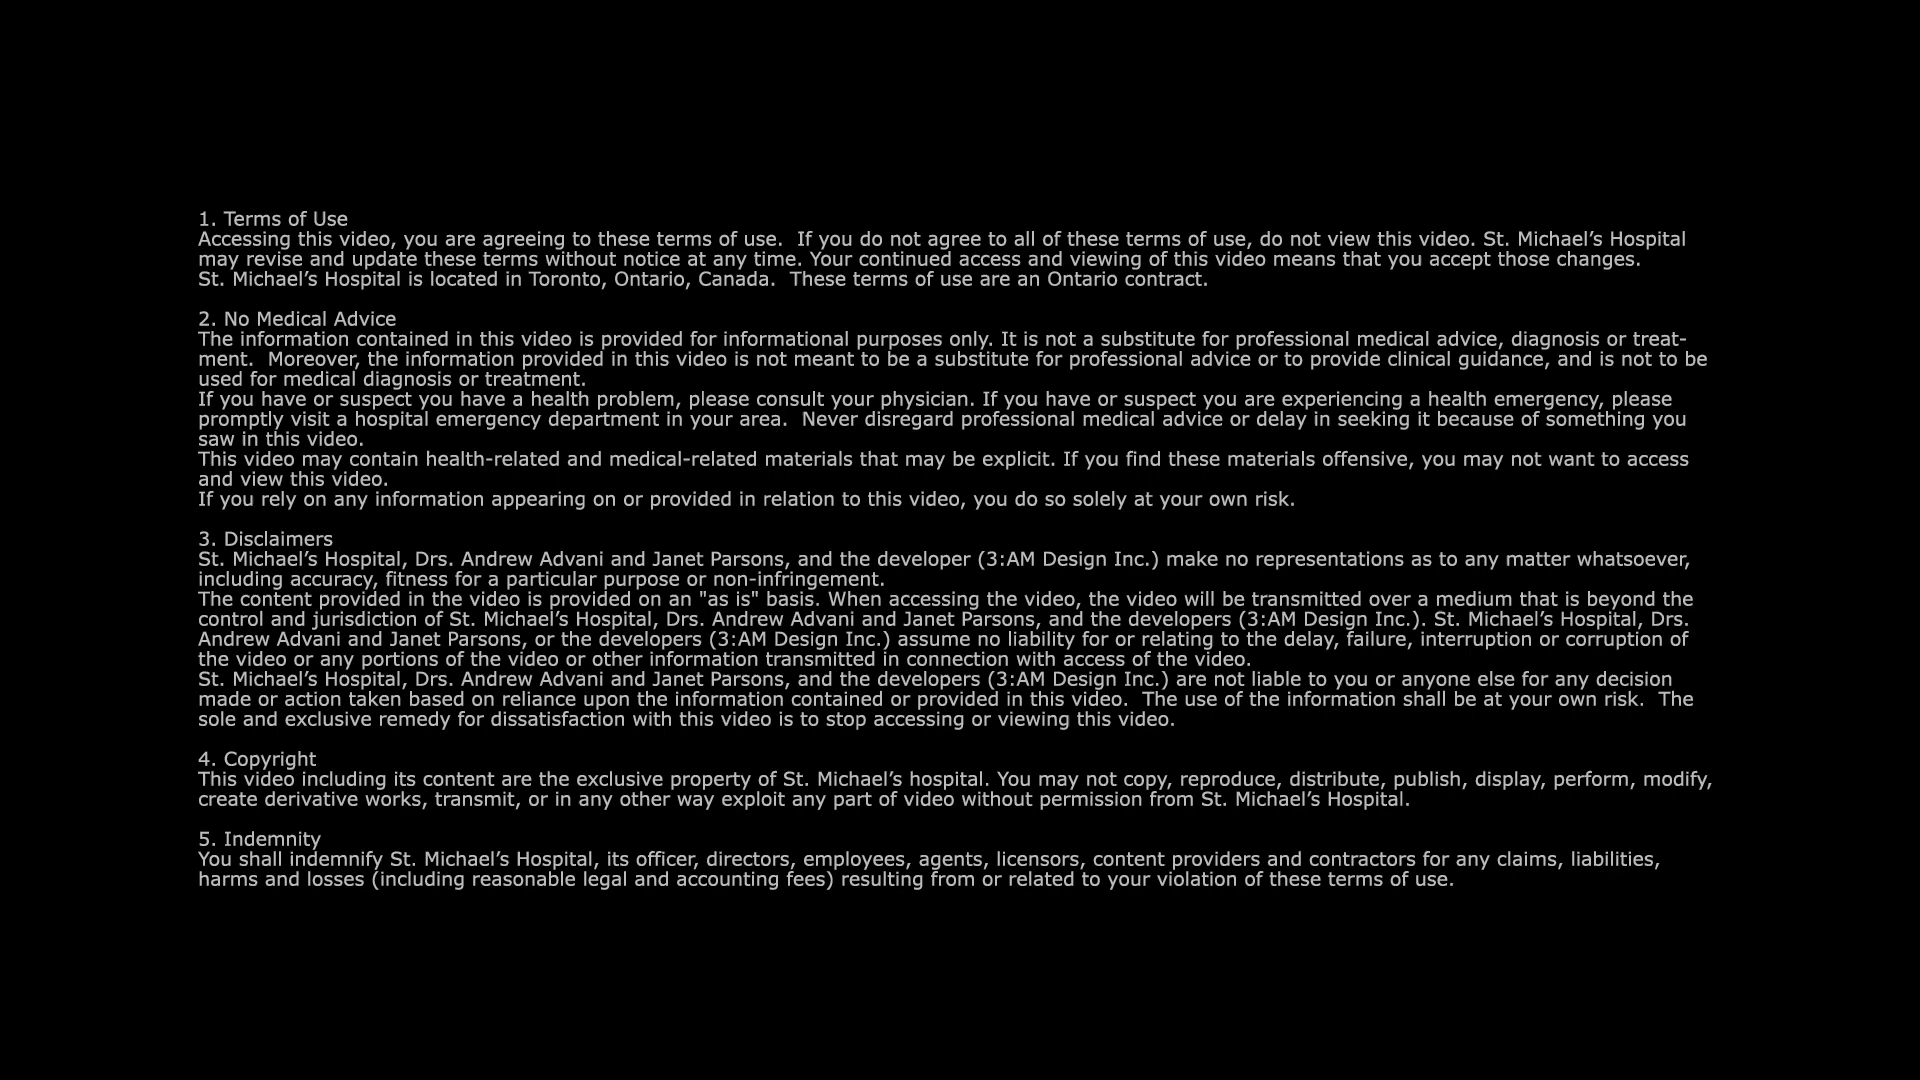 1. Terms of Use
Accessing this video, you are agreeing to these terms of use.  If you do not agree to all of these terms of use, do not view this video. St. Michael’s Hospital
may revise and update these terms without notice at any time. Your continued access and viewing of this video means that you accept those changes.
St. Michael’s Hospital is located in Toronto, Ontario, Canada.  These terms of use are an Ontario contract.
2. No Medical Advice
The information contained in this video is provided for informational purposes only. It is not a substitute for professional medical advice, diagnosis or treat-
ment.  Moreover, the information provided in this video is not meant to be a substitute for professional advice or to provide clinical guidance, and is not to be
used for medical diagnosis or treatment.
If you have or suspect you have a health problem, please consult your physician. If you have or suspect you are experiencing a health emergency, please
promptly visit a hospital emergency department in your area.  Never disregard professional medical advice or delay in seeking it because of something you
saw in this video.
This video may contain health-related and medical-related materials that may be explicit. If you find these materials offensive, you may not want to access
and view this video.
If you rely on any information appearing on or provided in relation to this video, you do so solely at your own risk.
3. Disclaimers
St. Michael’s Hospital, Drs. Andrew Advani and Janet Parsons, and the developer (3:AM Design Inc.) make no representations as to any matter whatsoever,
including accuracy, fitness for a particular purpose or non-infringement.
The content provided in the video is provided on an "as is" basis. When accessing the video, the video will be transmitted over a medium that is beyond the
control and jurisdiction of St. Michael’s Hospital, Drs. Andrew Advani and Janet Parsons, and the developers (3:AM Design Inc.). St. Michael’s Hospital, Drs.
Andrew Advani and Janet Parsons, or the developers (3:AM Design Inc.) assume no liability for or relating to the delay, failure, interruption or corruption of
the video or any portions of the video or other information transmitted in connection with access of the video.
St. Michael’s Hospital, Drs. Andrew Advani and Janet Parsons, and the developers (3:AM Design Inc.) are not liable to you or anyone else for any decision
made or action taken based on reliance upon the information contained or provided in this video.  The use of the information shall be at your own risk.  The
sole and exclusive remedy for dissatisfaction with this video is to stop accessing or viewing this video.
4. Copyright
This video including its content are the exclusive property of St. Michael’s hospital. You may not copy, reproduce, distribute, publish, display, perform, modify,
create derivative works, transmit, or in any other way exploit any part of video without permission from St. Michael’s Hospital.
5. Indemnity
You shall indemnify St. Michael’s Hospital, its officer, directors, employees, agents, licensors, content providers and contractors for any claims, liabilities,
harms and losses (including reasonable legal and accounting fees) resulting from or related to your violation of these terms of use.